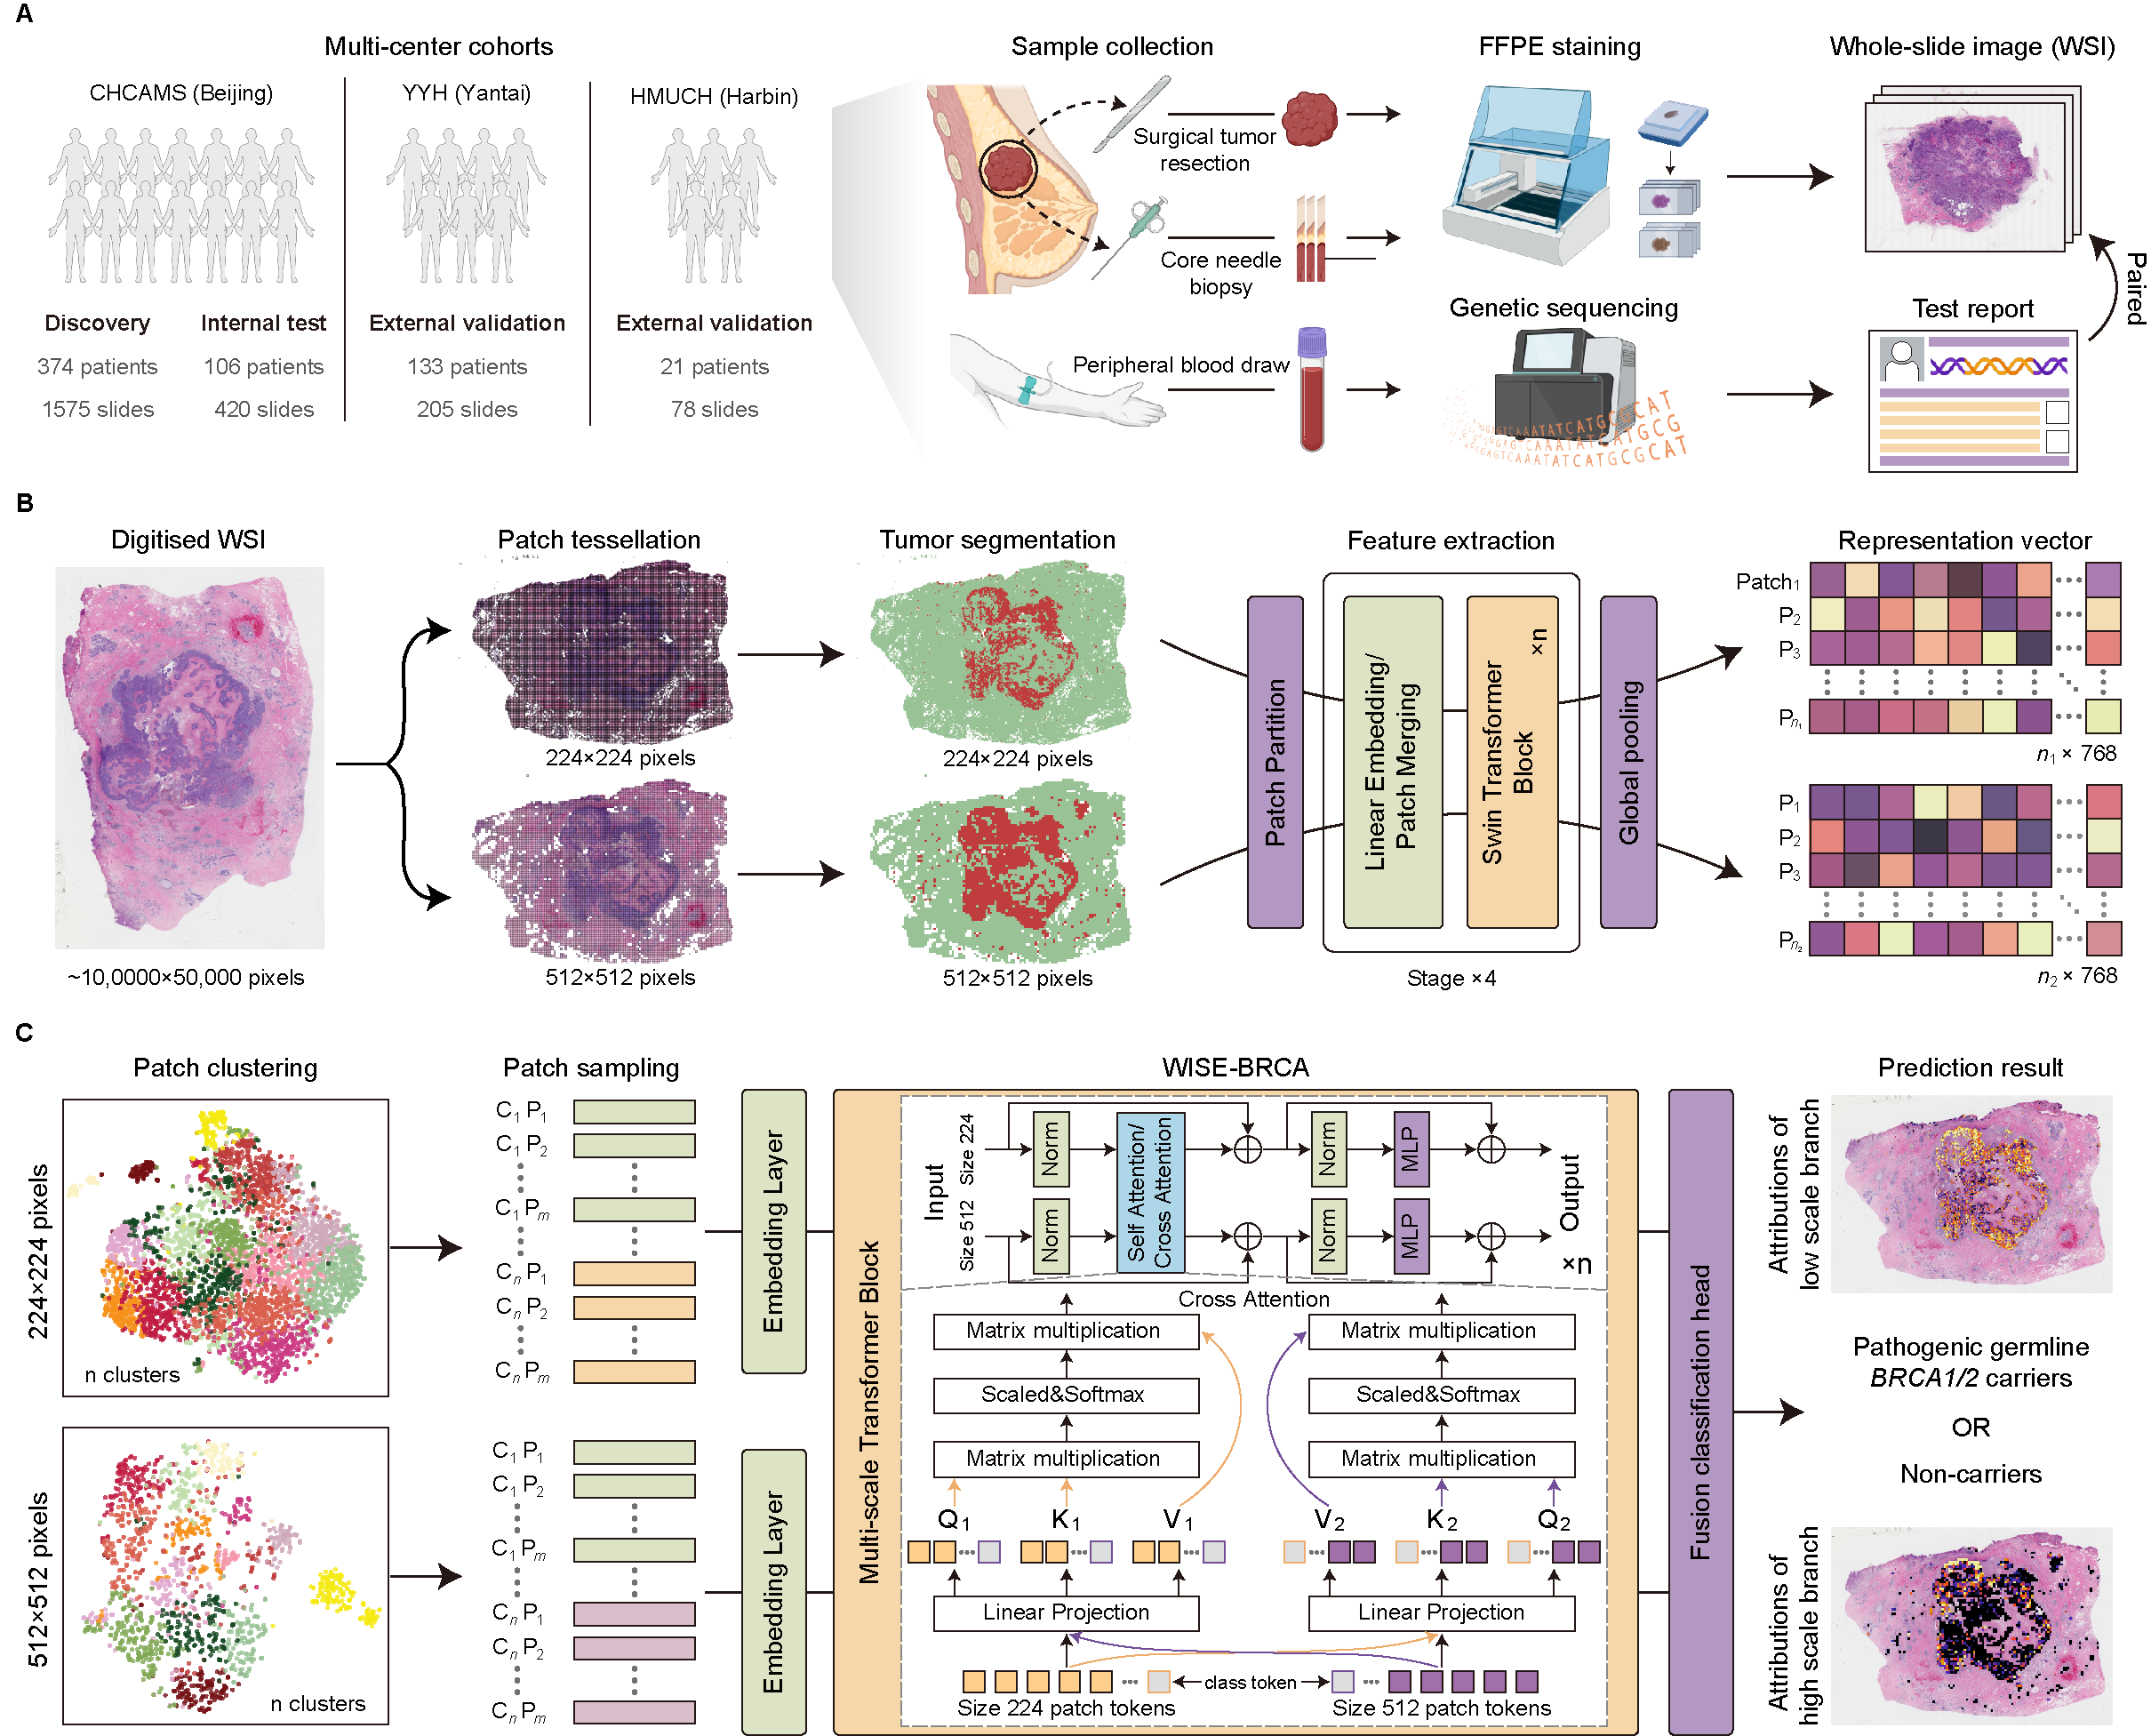 A
Multi-center cohorts
CHCAMS (Beijing)
YYH (Yantai)
HMUCH (Harbin)
Discovery
374 patients
1575 slides
Internal test
106 patients
420 slides
External validation
133 patients
205 slides
External validation
21 patients
78 slides
Sample collection
Surgical tumor
resection
Core needle
biopsy
Peripheral blood draw
FFPE staining
Genetic sequencing
Whole-slide image (WSI)
Test report
Paired
B
Digitised WSI
~10,0000×50,000 pixels
Patch tessellation
224×224 pixels
512×512 pixels
Tumor segmentation
224×224 pixels
512×512 pixels
Feature extraction
Patch Partition
Linear Embedding/
Patch Merging
Swin Transformer
Block
×n
Global pooling
Stage ×4
Representation vector
Patch1
P2
P3
Pn1
n1 × 768
P1
P2
P3
Pn2
n2 × 768
C
Patch clustering
224×224 pixels
n clusters
512×512 pixels
n clusters
Patch sampling
C1 P1
C1 P2
C1 Pm
Cn P1
Cn P2
Cn Pm
C1 P1
C1 P2
C1 Pm
Cn P1
Cn P2
Cn Pm
Embedding Layer
Embedding Layer
WISE-BRCA
Multi-scale Transformer Block
Input
Size 224
Size 512
Norm
Norm
Self Attention/
Cross Attention
Norm
Norm
MLP
MLP
Output
×n
Cross Attention
Matrix multiplication
Scaled&Softmax
Matrix multiplication
Q1 K1 V1
Linear Projection
Matrix multiplication
Scaled&Softmax
Matrix multiplication
V2 K2 Q2
Linear Projection
class token
Size 224 patch tokens
Size 512 patch tokens
Fusion classification head
Prediction result
Attributions of
low scale branch
Pathogenic germline
BRCA1/2 carriers
OR
Non-carriers
Attributions of
high scale branch